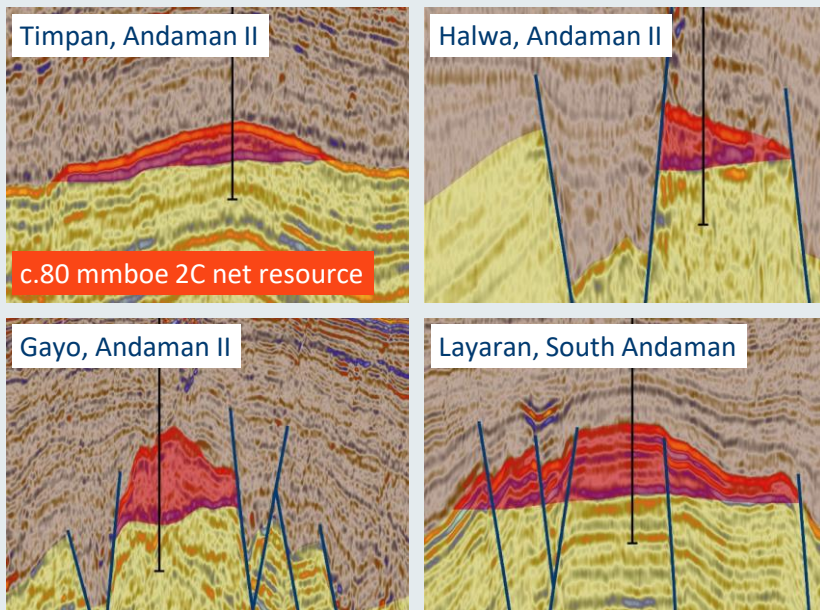 Timpan, Andaman II
Halwa, Andaman II
c.80 mmboe 2C net resource
Gayo, Andaman II
Layaran, South Andaman